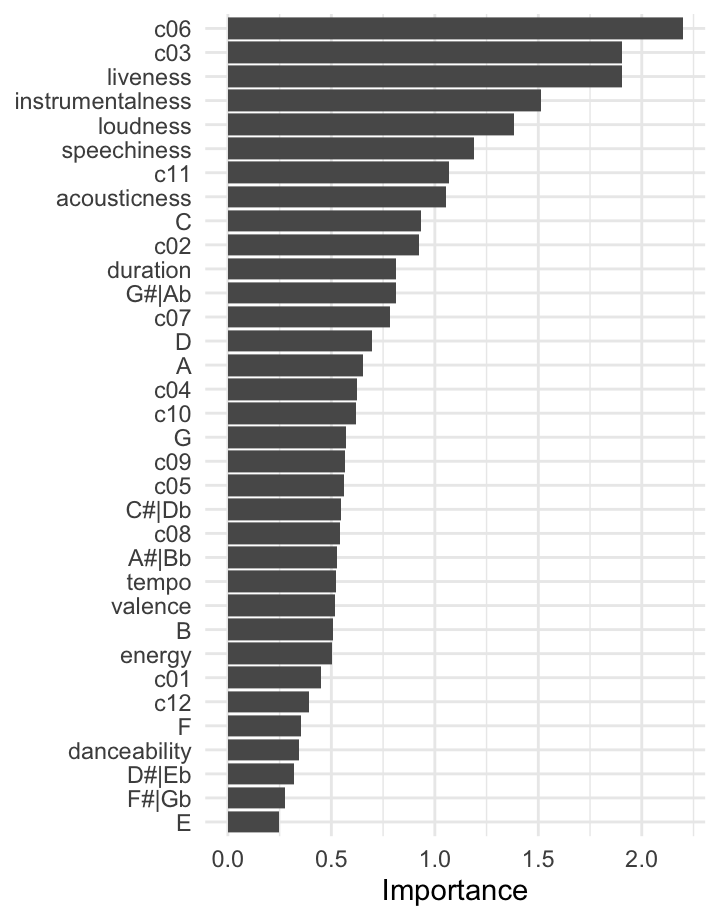 c06
c03
liveness
instrumentalness
loudness
speechiness
c11
acousticness
C
c02
duration
G#|Ab
c07
D
A
c04
c10
G
c09
c05
C#|Db
c08
A#|Bb
tempo
valence
B
energy
c01
c12
F
danceability
D#|Eb
F#|Gb
E
0.0 0.5 1.0 1.5 2.0
Importance